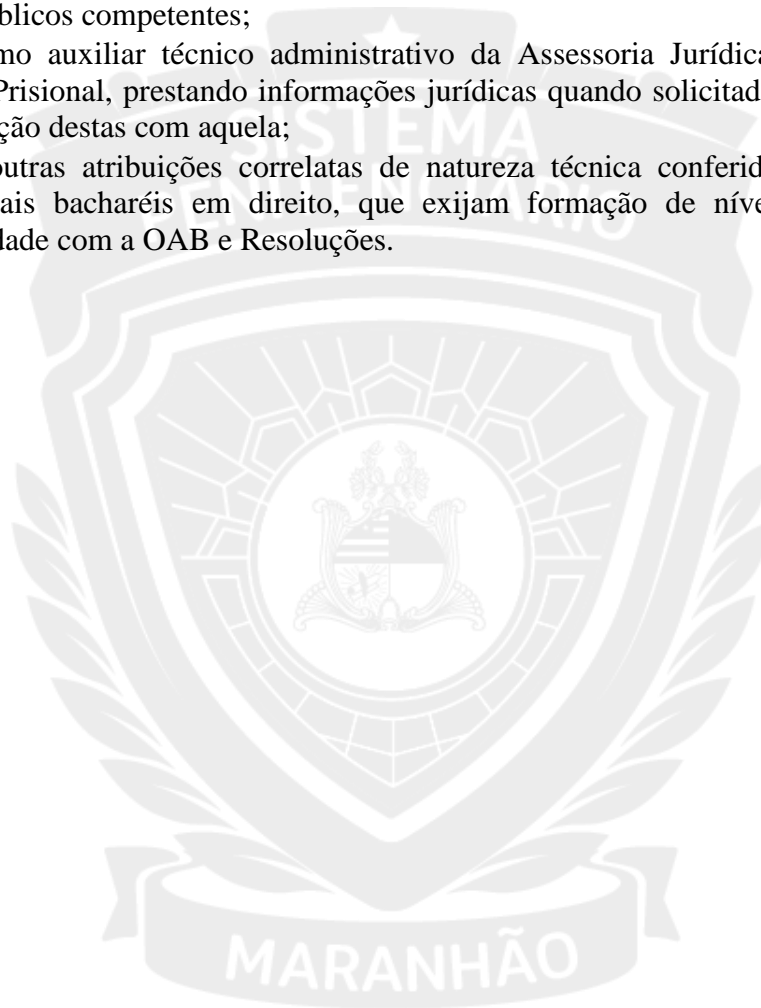 blicos competentes;
mo auxiliar técnico administrativo da Assessoria Jurídica
Prisional, prestando informações jurídicas quando solicitad
ção destas com aquela;
outras atribuições correlatas de natureza técnica conferid
ais bacharéis em direito, que exijam formação de níve
dade com a OAB e Resoluções.
SISTEMA
PENITENCIÁRIO
MARANHÃO